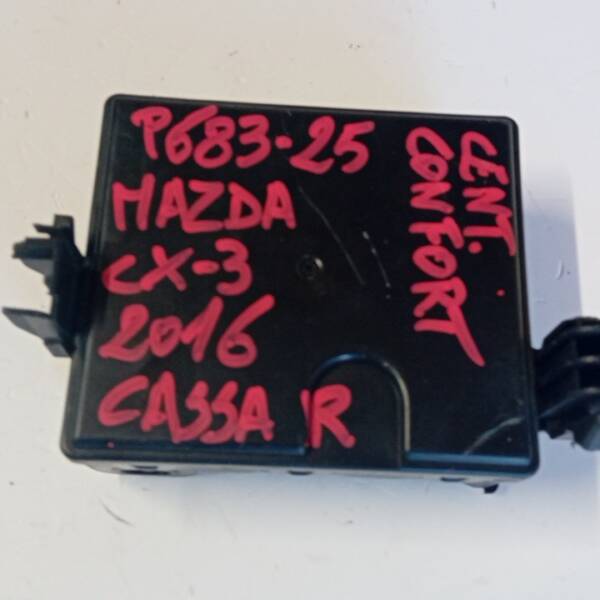 P683-25
MAZDA
CX-3
2016
CASSA R
CENT.
CONFORT